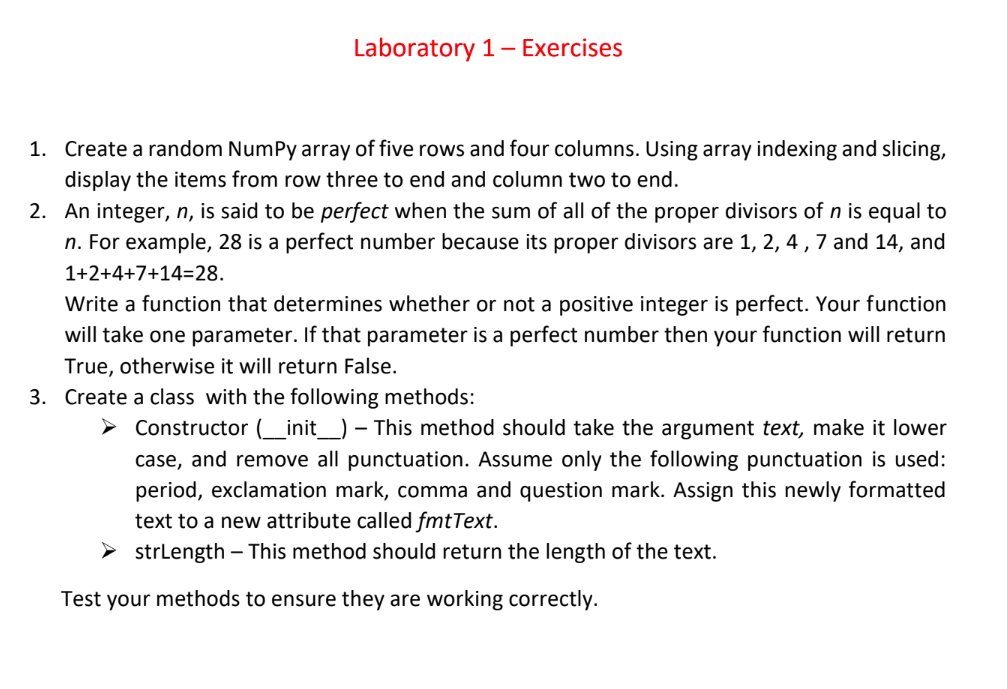 Laboratory 1 – Exercises
1. Create a random NumPy array of five rows and four columns. Using array indexing and slicing,
display the items from row three to end and column two to end.
2. An integer, n, is said to be perfect when the sum of all of the proper divisors of n is equal to
n. For example, 28 is a perfect number because its proper divisors are 1, 2, 4 , 7 and 14, and
1+2+4+7+14=28.
Write a function that determines whether or not a positive integer is perfect. Your function
will take one parameter. If that parameter is a perfect number then your function will return
True, otherwise it will return False.
3. Create a class  with the following methods:
➢ Constructor (__init__) – This method should take the argument text, make it lower
case, and remove all punctuation. Assume only the following punctuation is used:
period, exclamation mark, comma and question mark. Assign this newly formatted
text to a new attribute called fmtText.
➢ strLength – This method should return the length of the text.
Test your methods to ensure they are working correctly.